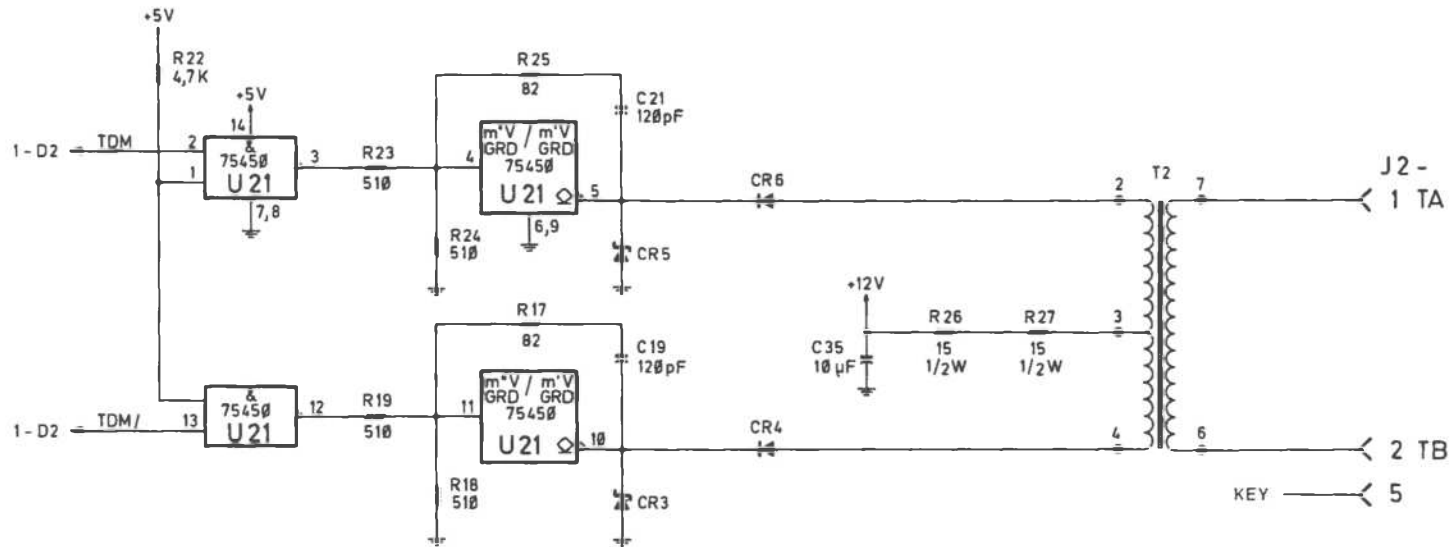 +5V
R22
4,7K
+5V
14
1-D2
TDM
2
1
&
75450
U21
3
7,8
R23
510
R25
82
C21
120pF
4
m'V / m'V
GRD GRD
75450
U21
5
6,9
R24
510
CR5
CR6
2
T2
7
J2-
1 TA
+12V
R26
15
1/2W
R27
15
1/2W
3
C35
10µF
R17
82
C19
120pF
1-D2
TDM/
13
&
75450
U21
12
R19
510
11
m"V / m'V
GRD GRD
75450
U21
10
R18
510
CR3
CR4
4
6
2 TB
KEY
5